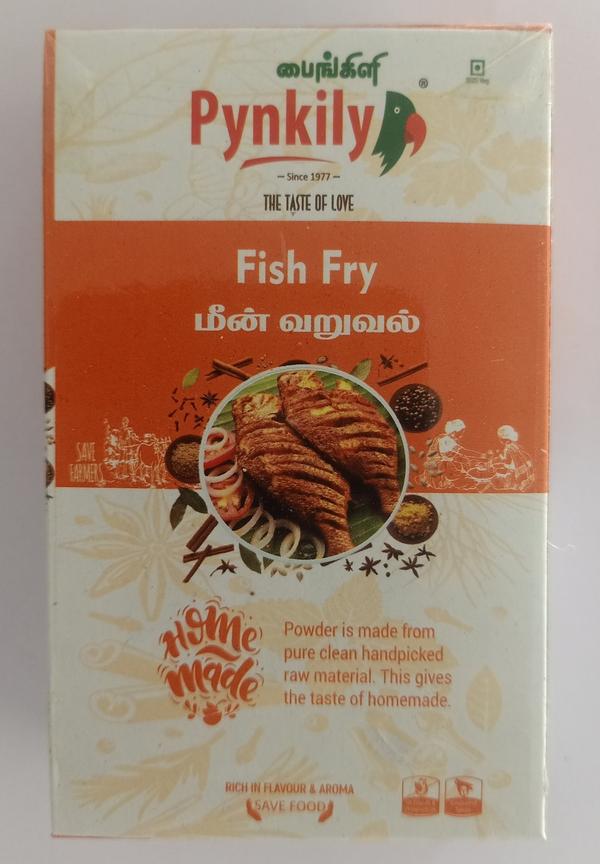 பைங்கிளி
Pynkily ®
— Since 1977 —
THE TASTE OF LOVE
Fish Fry
மீன் வறுவல்
SAVE
FARMERS
Home
made
Powder is made from
pure clean handpicked
raw material. This gives
the taste of homemade.
RICH IN FLAVOUR & AROMA
SAVE FOOD